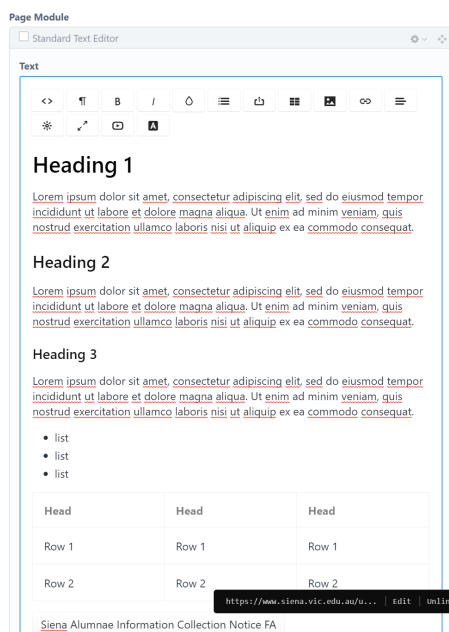 Page Module
Standard Text Editor
Text
<> ¶ B I
A
Heading 1
Lorem ipsum dolor sit amet, consectetur adipiscing elit, sed do eiusmod tempor
incididunt ut labore et dolore magna aliqua. Ut enim ad minim veniam, quis
nostrud exercitation ullamco laboris nisi ut aliquip ex ea commodo consequat.
Heading 2
Lorem ipsum dolor sit amet, consectetur adipiscing elit, sed do eiusmod tempor
incididunt ut labore et dolore magna aliqua. Ut enim ad minim veniam, quis
nostrud exercitation ullamco laboris nisi ut aliquip ex ea commodo consequat.
Heading 3
Lorem ipsum dolor sit amet, consectetur adipiscing elit, sed do eiusmod tempor
incididunt ut labore et dolore magna aliqua. Ut enim ad minim veniam, quis
nostrud exercitation ullamco laboris nisi ut aliquip ex ea commodo consequat.
• list
• list
• list
Head Head Head
Row 1 Row 1 Row 1
Row 2 Row 2 Row 2
https://www.siena.vic.edu.au/u... | Edit | Unlin
Siena Alumnae Information Collection Notice FA